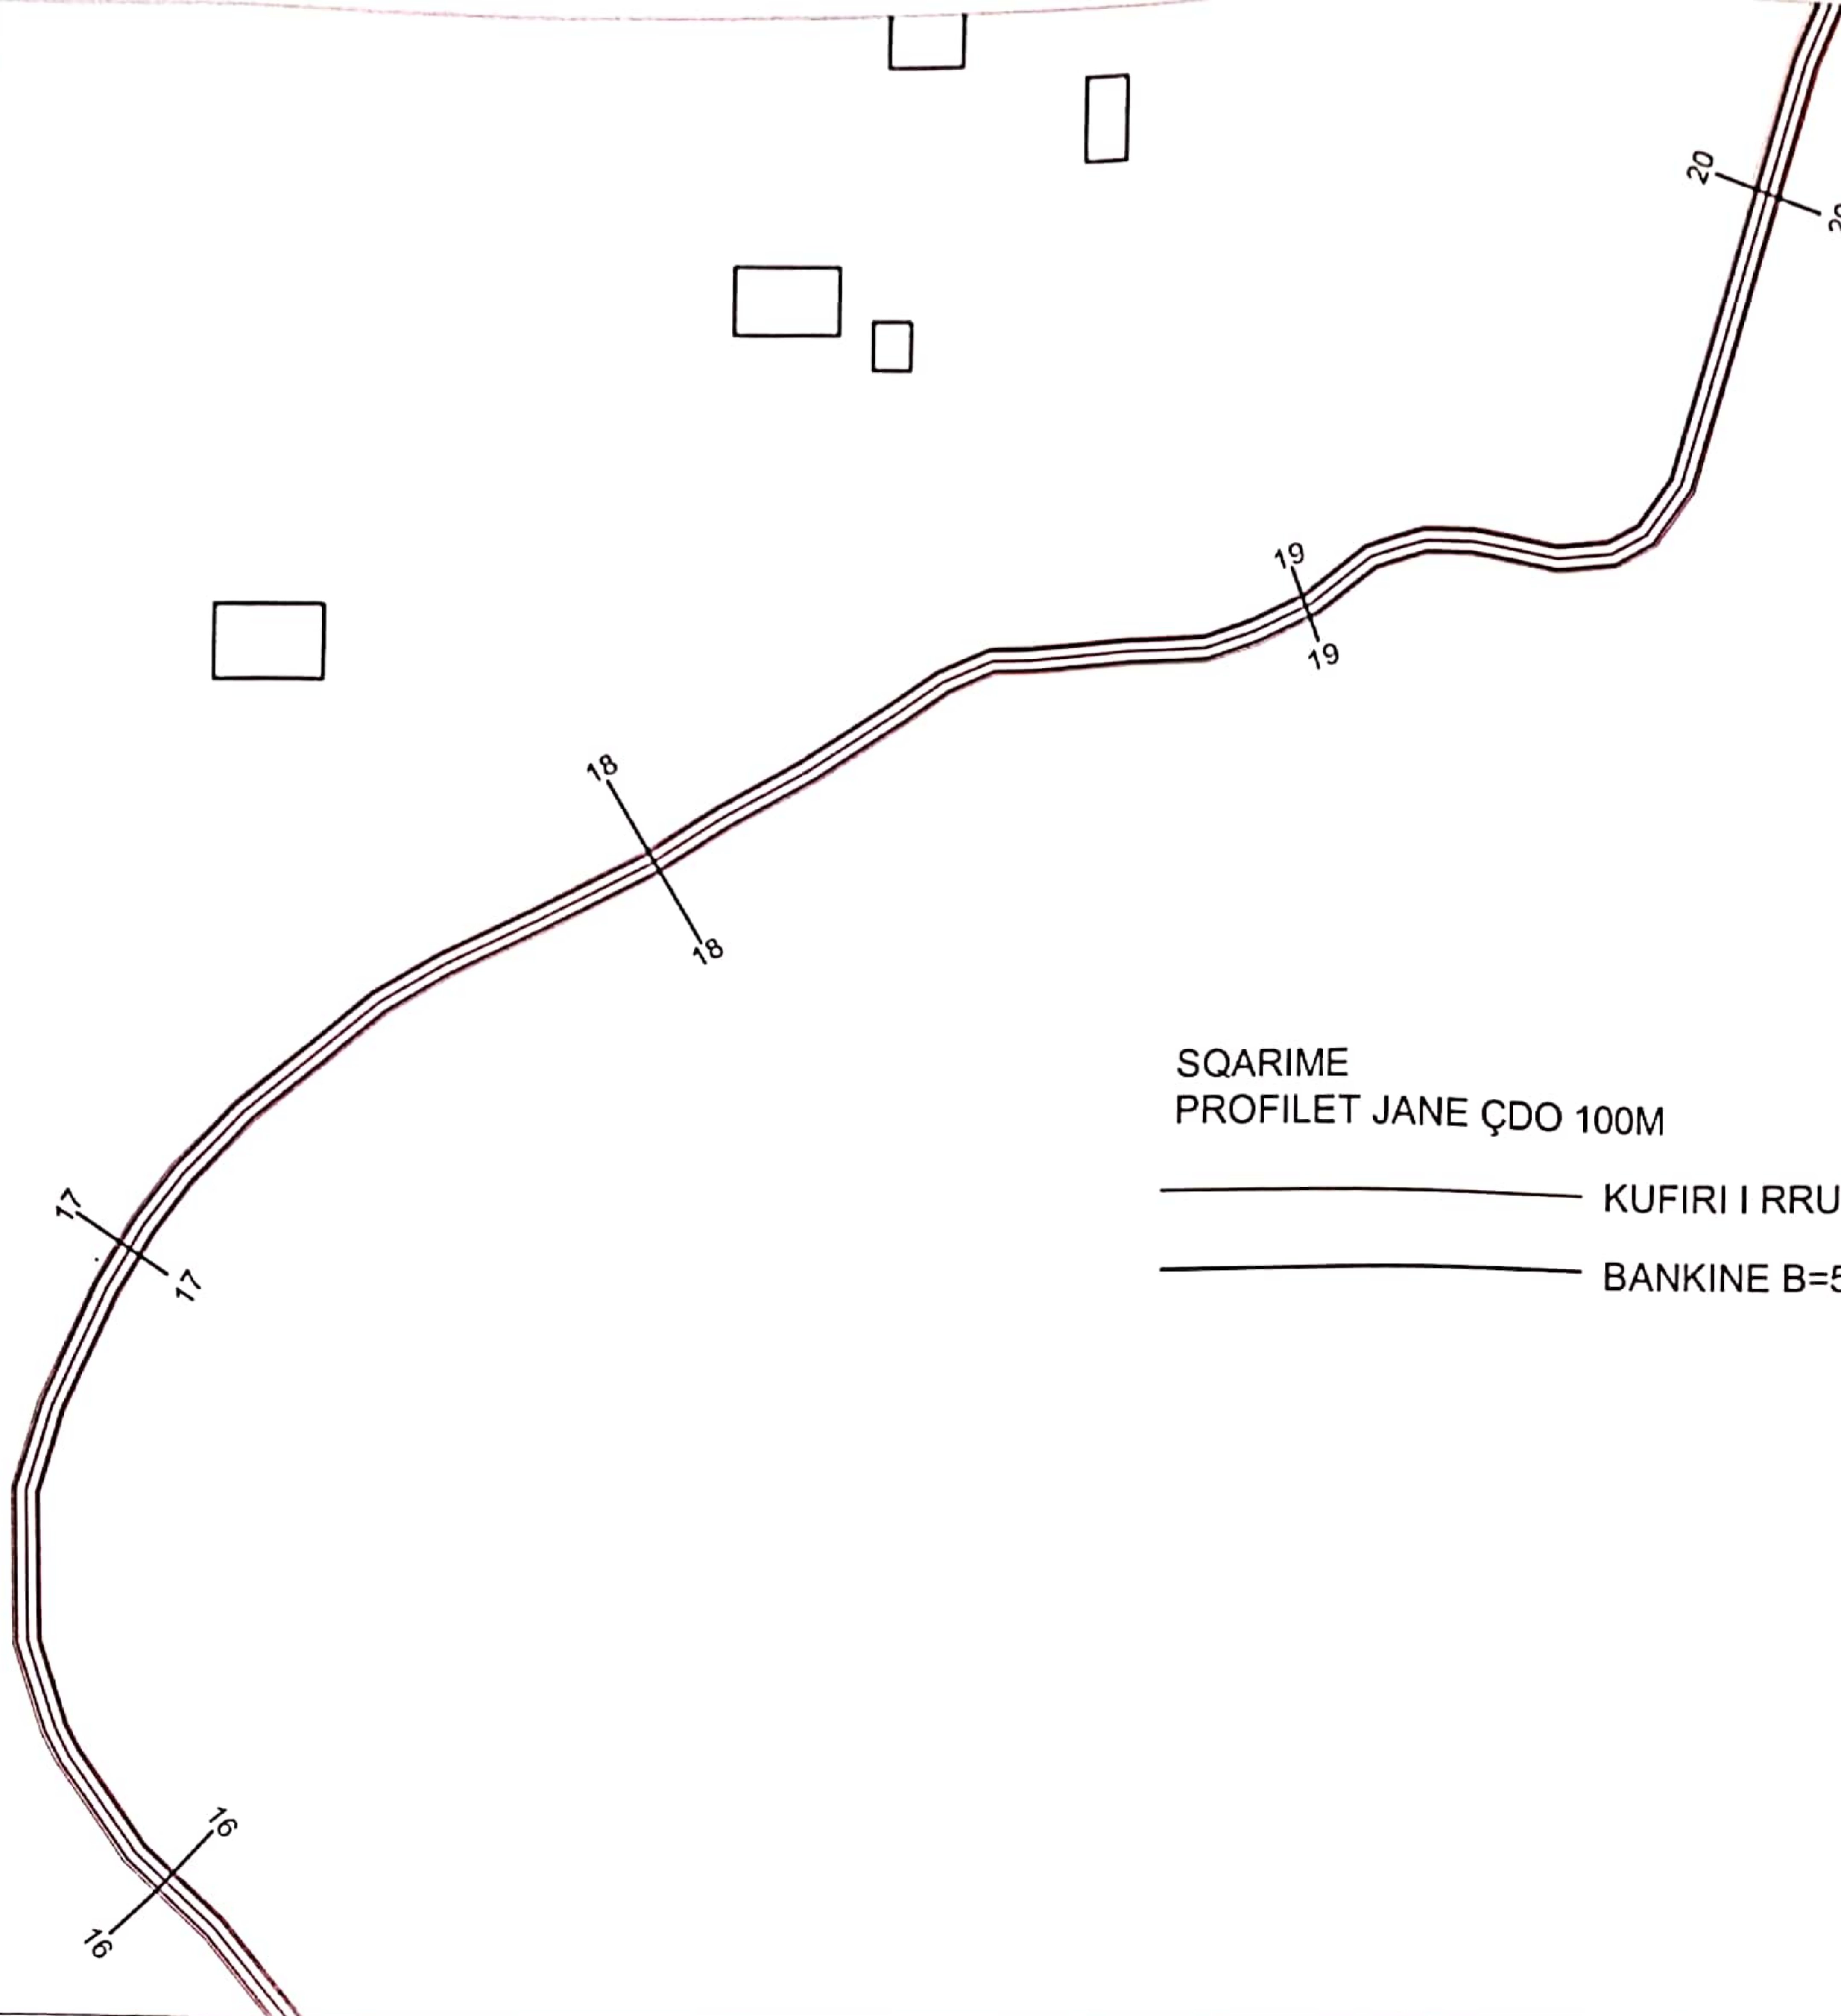 20
19
19
18
18
SQARIME
PROFILET JANE ÇDO 100M
KUFIRI I RRU
17
BANKINE B=5
17
16
16